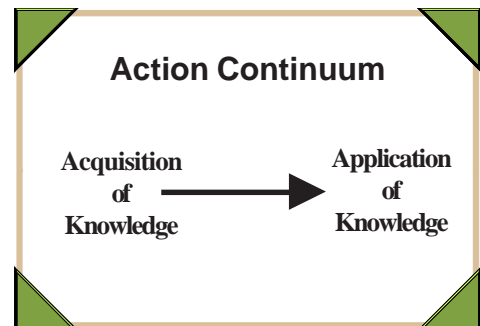 Action Continuum
Acquisition
of
Knowledge
Application
of
Knowledge